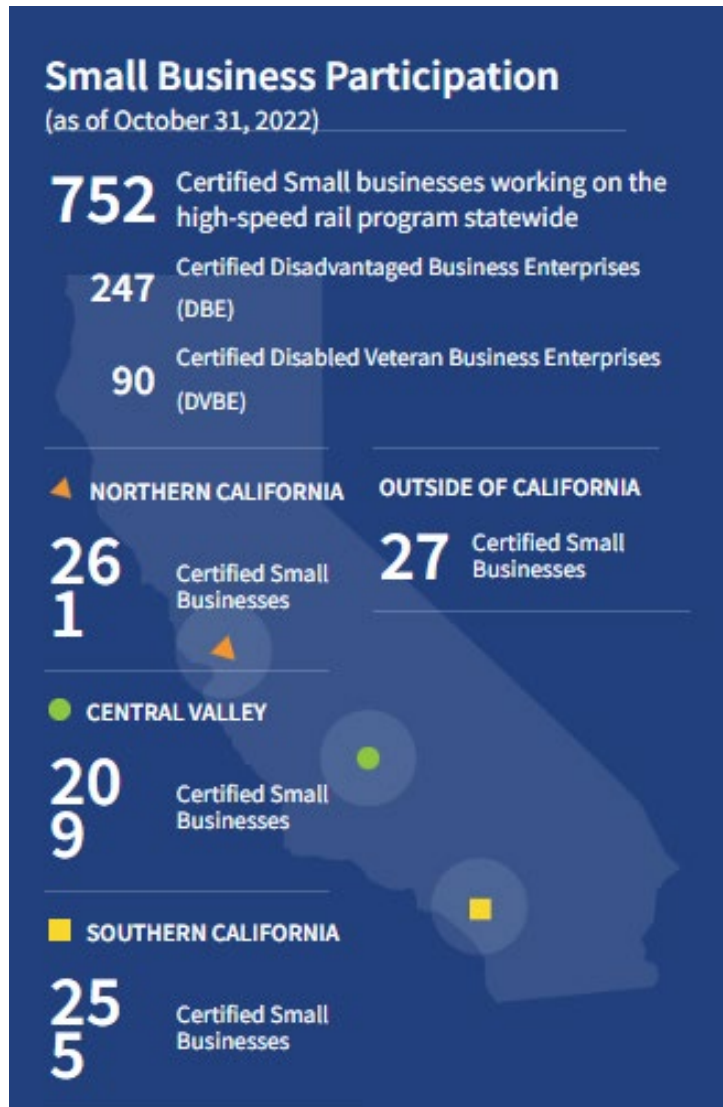 Small Business Participation
(as of October 31, 2022)
752
Certified Small businesses working on the
high-speed rail program statewide
247
Certified Disadvantaged Business Enterprises
(DBE)
90
Certified Disabled Veteran Business Enterprises
(DVBE)
NORTHERN CALIFORNIA
26
1
Certified Small
Businesses
OUTSIDE OF CALIFORNIA
27
Certified Small
Businesses
CENTRAL VALLEY
20
9
Certified Small
Businesses
SOUTHERN CALIFORNIA
25
5
Certified Small
Businesses